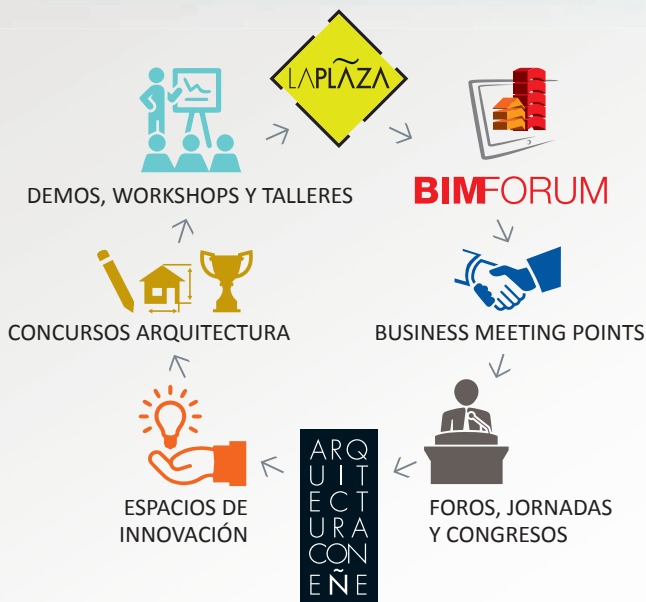 LAPLÃZA
BIMFORUM
DEMOS, WORKSHOPS Y TALLERES
CONCURSOS ARQUITECTURA
BUSINESS MEETING POINTS
ESPACIOS DE
INNOVACIÓN
ARQ
UIT
ECT
URA
CON
EÑE
FOROS, JORNADAS
Y CONGRESOS